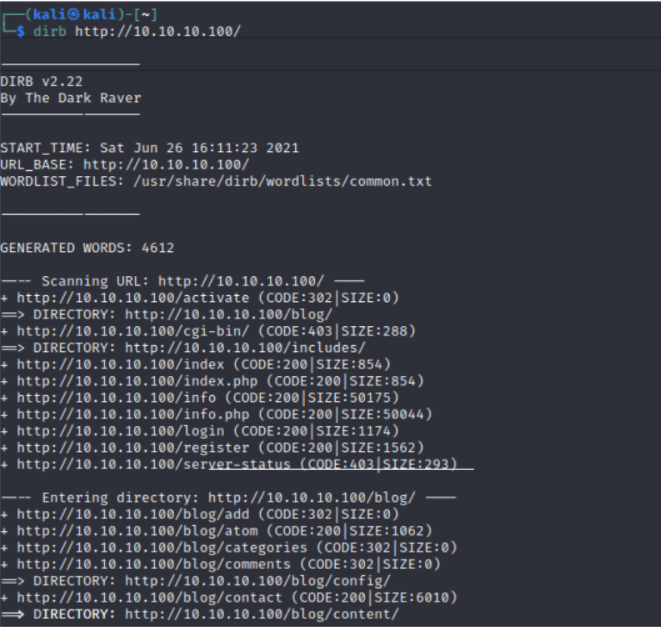 (kali㉿kali)-[~]
$ dirb http://10.10.10.100/
DIRB v2.22
By The Dark Raver
START_TIME: Sat Jun 26 16:11:23 2021
URL_BASE: http://10.10.10.100/
WORDLIST_FILES: /usr/share/dirb/wordlists/common.txt
GENERATED WORDS: 4612
---- Scanning URL: http://10.10.10.100/ ----
+ http://10.10.10.100/activate (CODE:302|SIZE:0)
==> DIRECTORY: http://10.10.10.100/blog/
+ http://10.10.10.100/cgi-bin/ (CODE:403|SIZE:288)
==> DIRECTORY: http://10.10.10.100/includes/
+ http://10.10.10.100/index (CODE:200|SIZE:854)
+ http://10.10.10.100/index.php (CODE:200|SIZE:854)
+ http://10.10.10.100/info (CODE:200|SIZE:50175)
+ http://10.10.10.100/info.php (CODE:200|SIZE:50044)
+ http://10.10.10.100/login (CODE:200|SIZE:1174)
+ http://10.10.10.100/register (CODE:200|SIZE:1562)
+ http://10.10.10.100/server-status (CODE:403|SIZE:293)
---- Entering directory: http://10.10.10.100/blog/ ----
+ http://10.10.10.100/blog/add (CODE:302|SIZE:0)
+ http://10.10.10.100/blog/atom (CODE:200|SIZE:1062)
+ http://10.10.10.100/blog/categories (CODE:302|SIZE:0)
+ http://10.10.10.100/blog/comments (CODE:302|SIZE:0)
==> DIRECTORY: http://10.10.10.100/blog/config/
+ http://10.10.10.100/blog/contact (CODE:200|SIZE:6010)
==> DIRECTORY: http://10.10.10.100/blog/content/